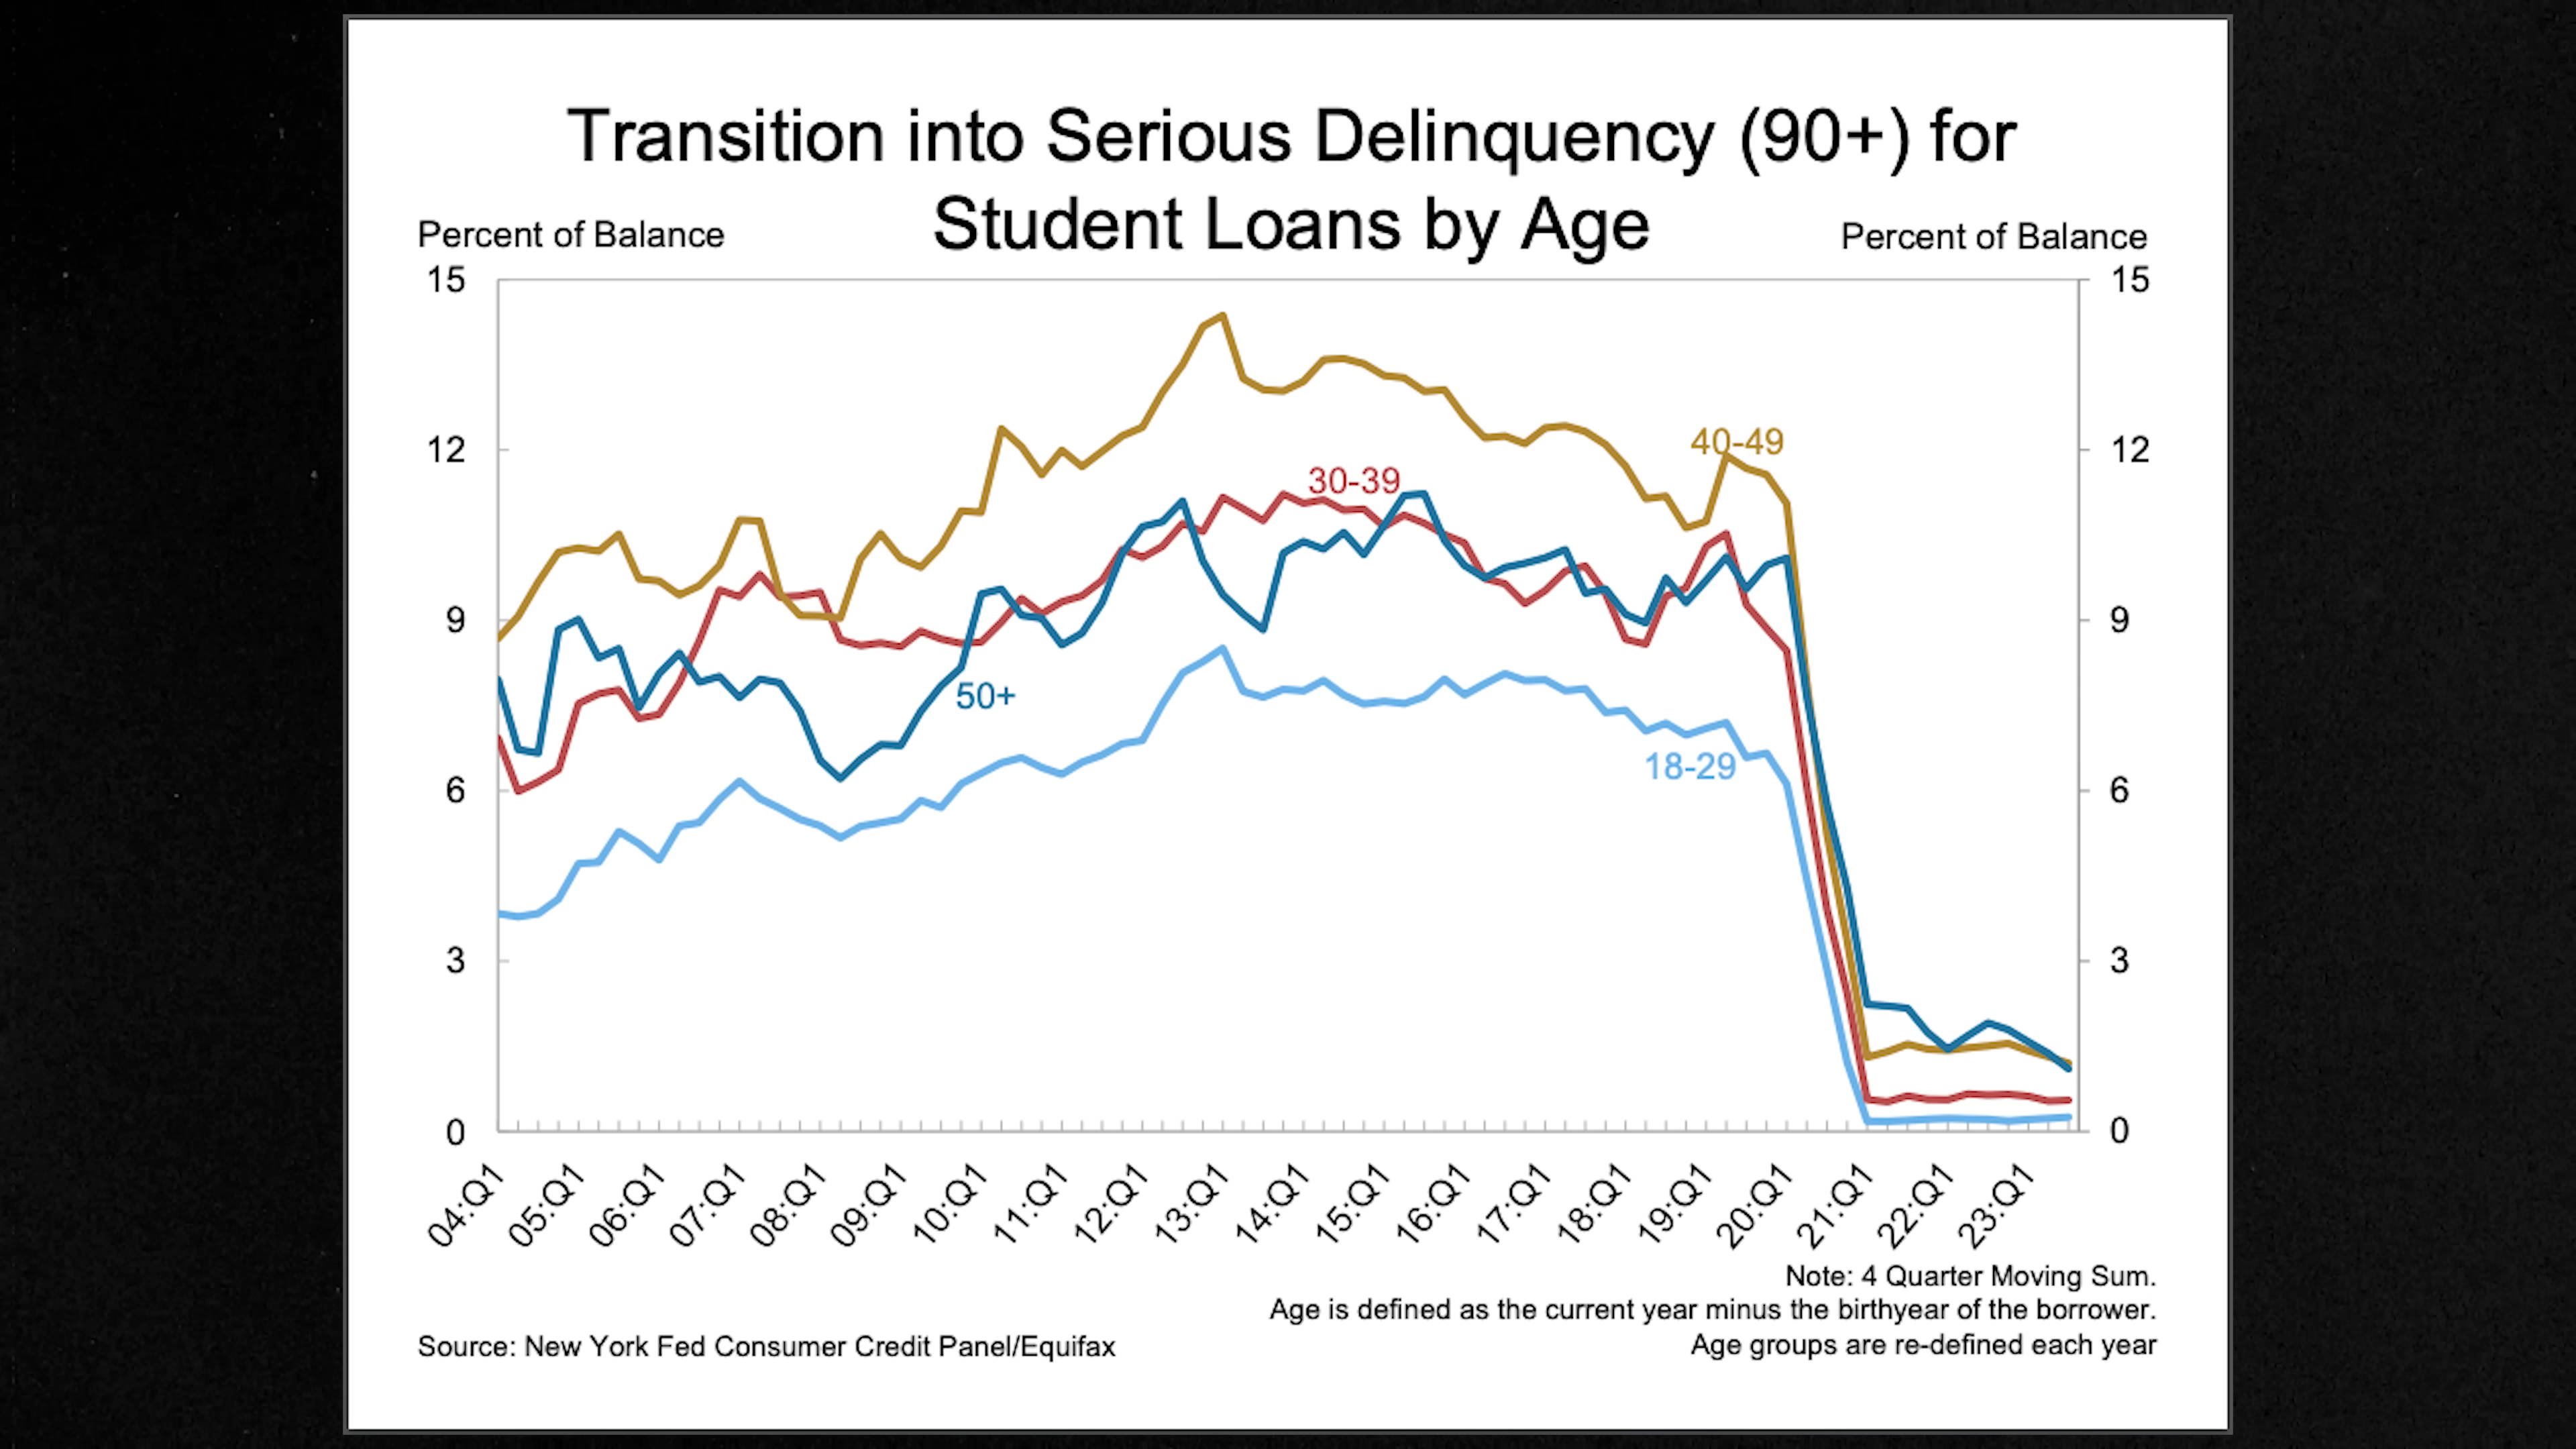 Transition into Serious Delinquency (90+) for
Student Loans by Age
Percent of Balance
Percent of Balance
15
12
9
6
3
0
15
12
9
6
3
0
40-49
30-39
50+
18-29
04:Q1
05:Q1
06:Q1
07:Q1
08:Q1
09:Q1
10:Q1
11:Q1
12:Q1
13:Q1
14:Q1
15:Q1
16:Q1
17:Q1
18:Q1
19:Q1
20:Q1
21:Q1
22:Q1
23:Q1
Note: 4 Quarter Moving Sum.
Age is defined as the current year minus the birthyear of the borrower.
Age groups are re-defined each year
Source: New York Fed Consumer Credit Panel/Equifax